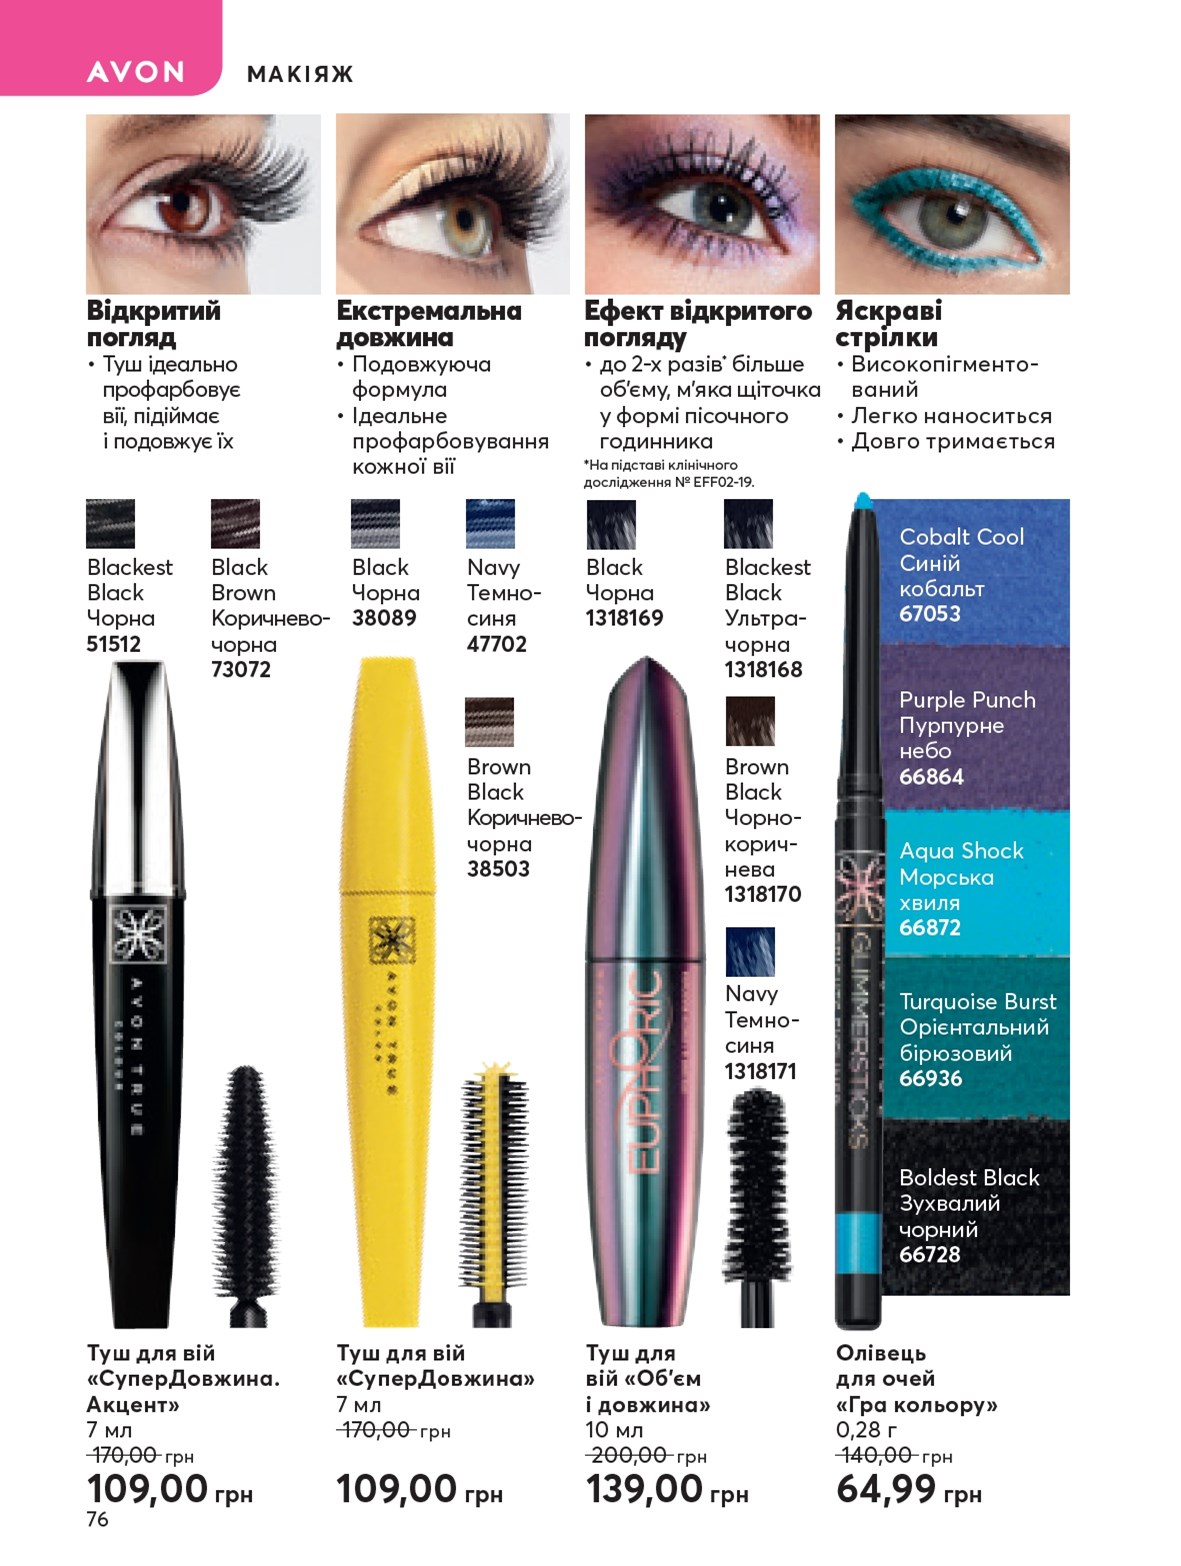 AVON
МАКІЯЖ
Відкритий
погляд
• Туш ідеально
профарбовує
вії, підіймає
і подовжує їх
Екстремальна
довжина
• Подовжуюча
формула
• Ідеальне
профарбовування
кожної вії
Ефект відкритого
погляду
• до 2-х разів* більше
об’єму, м’яка щіточка
у формі пісочного
годинника
*На підставі клінічного
дослідження № EFF02-19.
Яскраві
стрілки
• Високопігменто-
ваний
• Легко наноситься
• Довго тримається
Blackest
Black
Чорна
51512
Black
Brown
Коричнево-
чорна
73072
Black
Чорна
38089
Navy
Темно-
синя
47702
Brown
Black
Коричнево-
чорна
38503
Black
Чорна
1318169
Blackest
Black
Ультра-
чорна
1318168
Brown
Black
Чорно-
корич-
нева
1318170
Navy
Темно-
синя
1318171
Cobalt Cool
Синій
кобальт
67053
Purple Punch
Пурпурне
небо
66864
Aqua Shock
Морська
хвиля
66872
Turquoise Burst
Орієнтальний
бірюзовий
66936
Boldest Black
Зухвалий
чорний
66728
AVON TRUE
COLOUR
AVON TRUE
COLOUR
EUPHORIC
GLIMMERSTICKS
Туш для вій
«СуперДовжина.
Акцент»
7 мл
170,00 грн
109,00 грн
Туш для вій
«СуперДовжина»
7 мл
170,00 грн
109,00 грн
Туш для
вій «Об’єм
і довжина»
10 мл
200,00 грн
139,00 грн
Олівець
для очей
«Гра кольору»
0,28 г
140,00 грн
64,99 грн
76